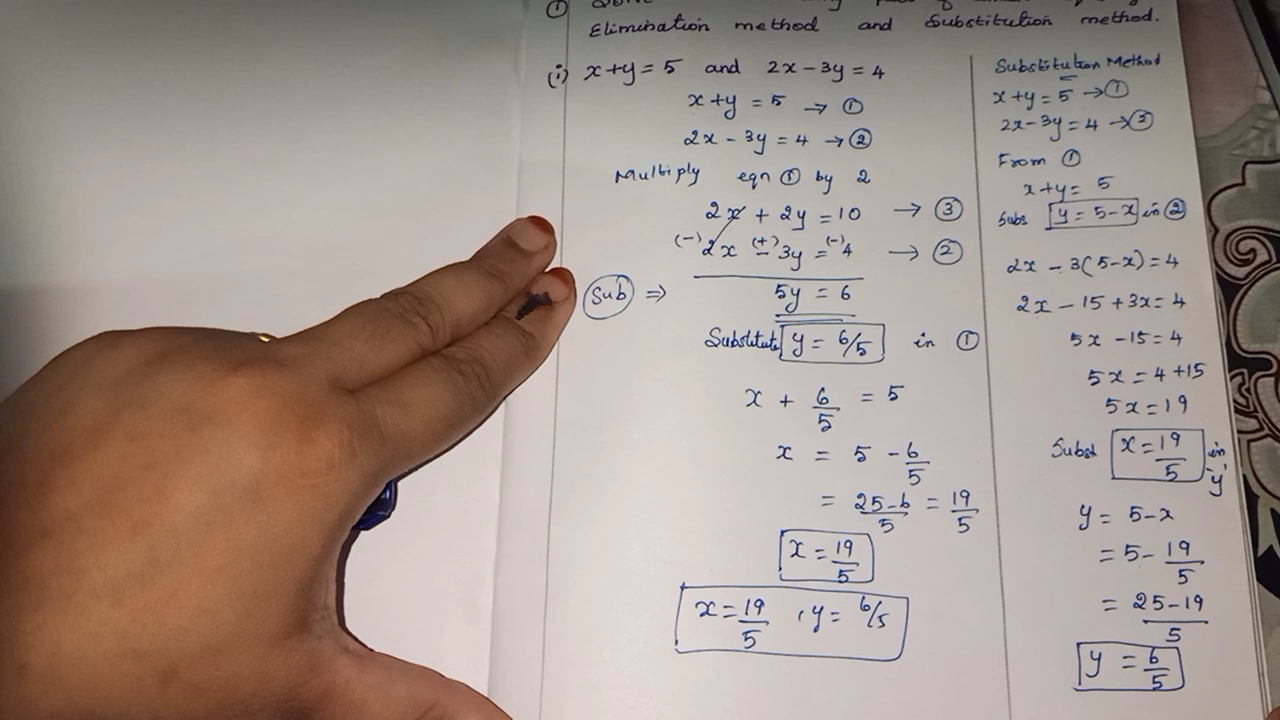 ①
Elimination method and Substitution method.
(i) x+y = 5 and 2x - 3y = 4
x+y = 5 → ①
2x - 3y = 4 → ②
Multiply eqn ① by 2
2x + 2y = 10 → ③
(-) 2x (+) - 3y = (-) 4 → ②
Sub ⇒ 5y = 6
Substitute y = 6/5 in ①
x + 6/5 = 5
x = 5 - 6/5
= 25-6/5 = 19/5
x = 19/5
x = 19/5 , y = 6/5
Substitution Method
x+y = 5 → ①
2x-3y = 4 →
From ①
x+y = 5
Subs y = 5-x in ②
2x - 3(5-x) = 4
2x - 15 + 3x = 4
5x - 15 = 4
5x = 4 + 15
5x = 19
Subst x = 19/5 in 'y'
y = 5-x
= 5 - 19/5
= 25-19/5
y = 6/5